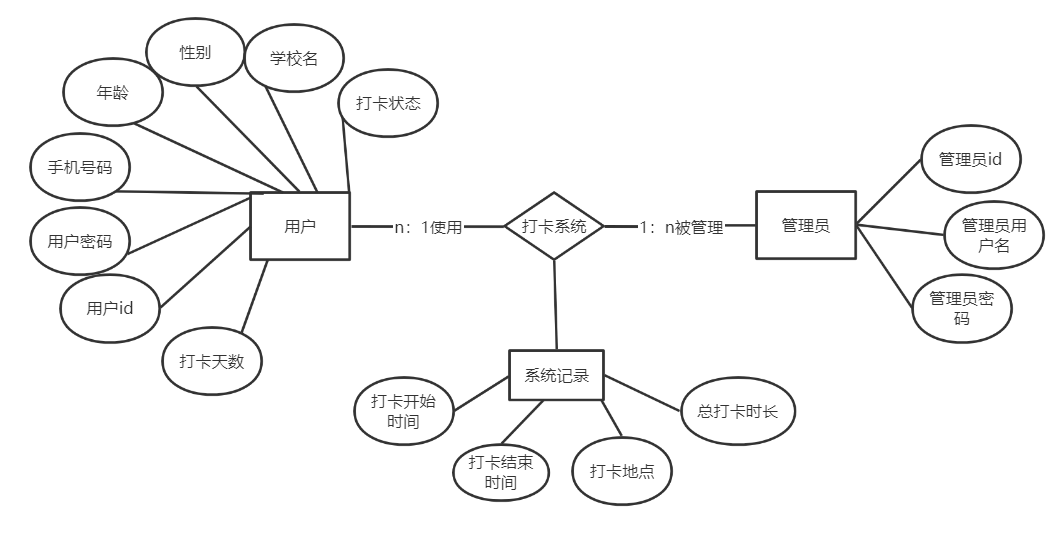 性别
学校名
年龄
打卡状态
手机号码
管理员id
用户
n：1使用
打卡系统
1：n被管理
管理员
管理员用
户名
用户密码
用户id
管理员密
码
打卡天数
系统记录
打卡开始
时间
总打卡时长
打卡结束
时间
打卡地点